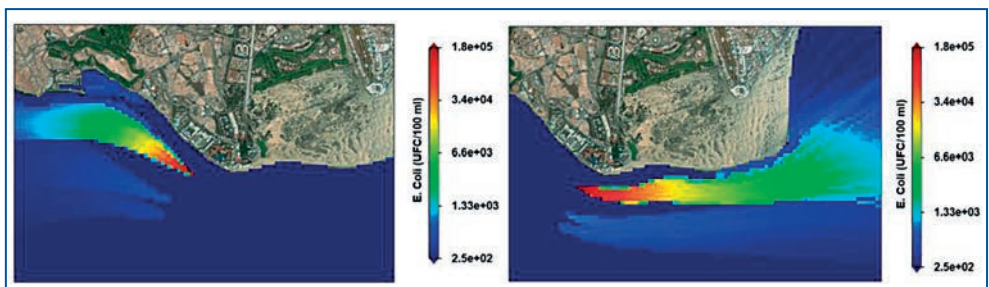 1.8e+05
3.4e+04
6.6e+03
1.33e+03
2.5e+02
E. Coli (UFC/100 ml)
1.8e+05
3.4e+04
6.6e+03
1.33e+03
2.5e+02
E. Coli (UFC/100 ml)